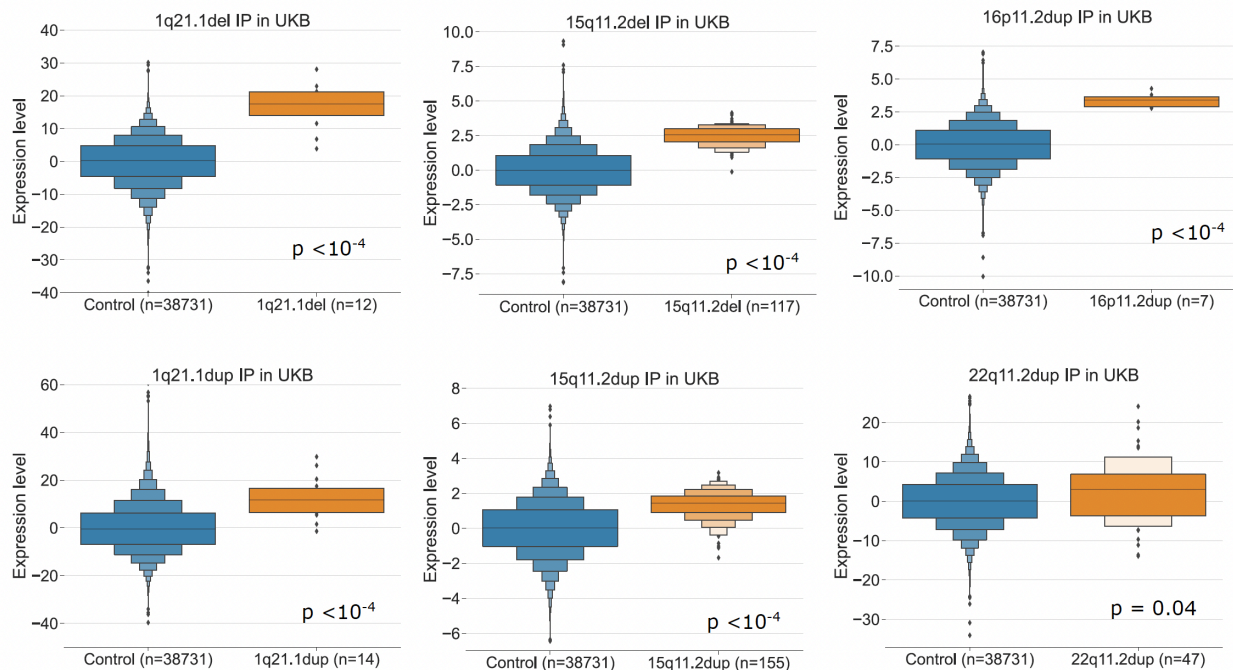 1q21.1del IP in UKB
Expression level
40
30
20
10
0
−10
−20
−30
−40
p <10⁻⁴
Control (n=38731)
1q21.1del (n=12)
15q11.2del IP in UKB
Expression level
10.0
7.5
5.0
2.5
0.0
−2.5
−5.0
−7.5
p <10⁻⁴
Control (n=38731)
15q11.2del (n=117)
16p11.2dup IP in UKB
Expression level
7.5
5.0
2.5
0.0
−2.5
−5.0
−7.5
−10.0
p <10⁻⁴
Control (n=38731)
16p11.2dup (n=7)
1q21.1dup IP in UKB
Expression level
60
40
20
0
−20
−40
p <10⁻⁴
Control (n=38731)
1q21.1dup (n=14)
15q11.2dup IP in UKB
Expression level
8
6
4
2
0
−2
−4
−6
p <10⁻⁴
Control (n=38731)
15q11.2dup (n=155)
22q11.2dup IP in UKB
Expression level
20
10
0
−10
−20
−30
p = 0.04
Control (n=38731)
22q11.2dup (n=47)